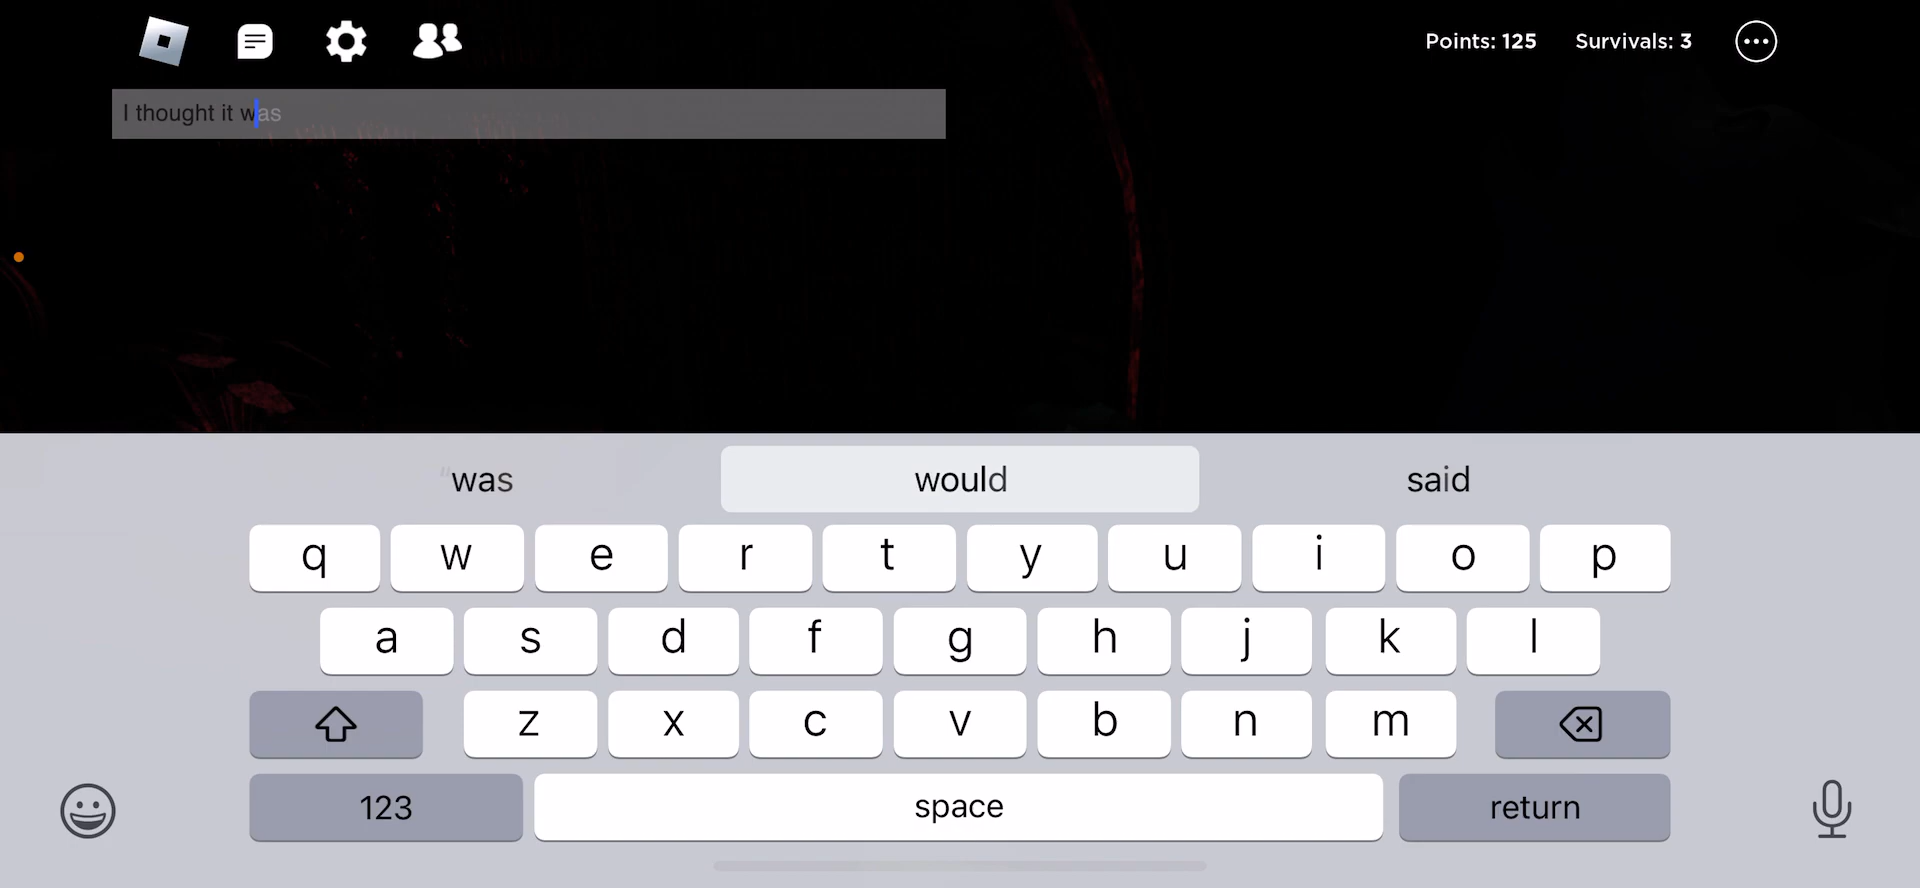 Points: 125 Survivals: 3
I thought it was
"was would said
q w e r t y u i o p
a s d f g h j k l
z x c v b n m
123 space return